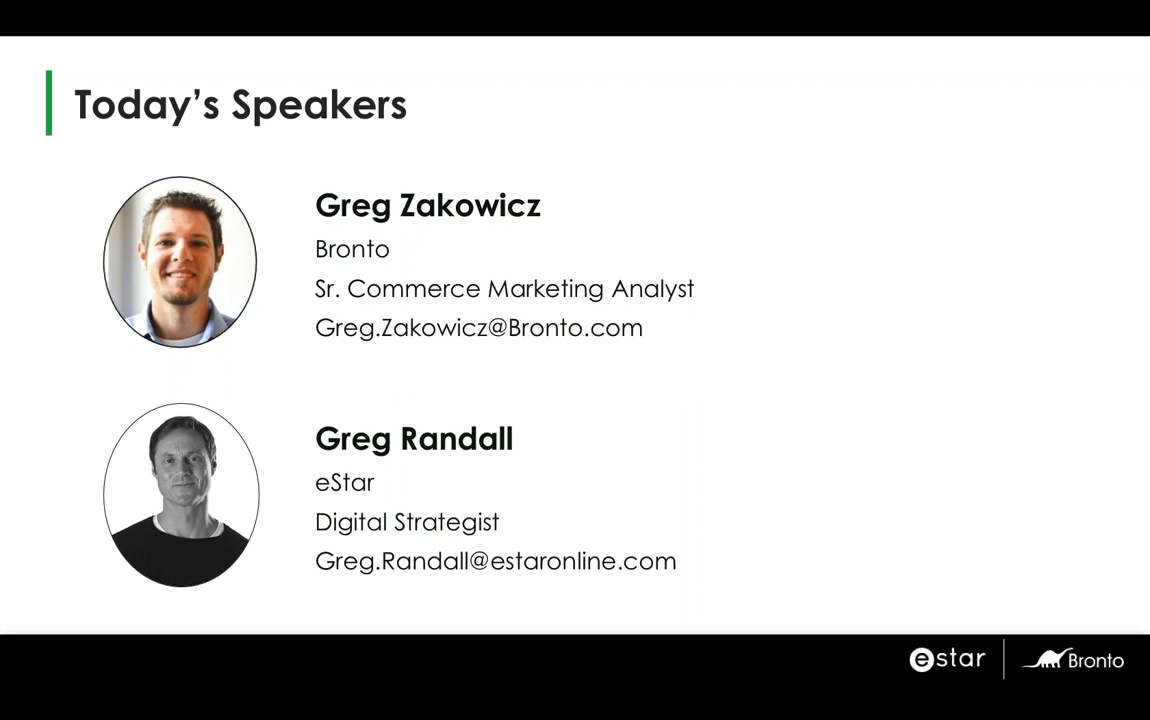 Today's Speakers
Greg Zakowicz
Bronto
Sr. Commerce Marketing Analyst
Greg.Zakowicz@Bronto.com
Greg Randall
eStar
Digital Strategist
Greg.Randall@estaronline.com
estar
Bronto